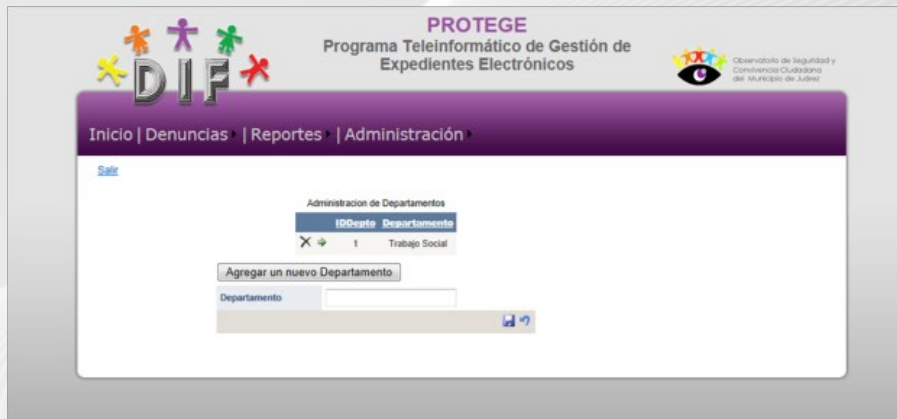 PROTEGE
Programa Teleinformático de Gestión de
Expedientes Electrónicos
DIF
Observatorio de Seguridad y
Convivencia Ciudadana
del Municipio de Juárez
Inicio | Denuncias | Reportes | Administración
Salir
Administracion de Departamentos
IDDepto Departamento
1 Trabajo Social
Agregar un nuevo Departamento
Departamento